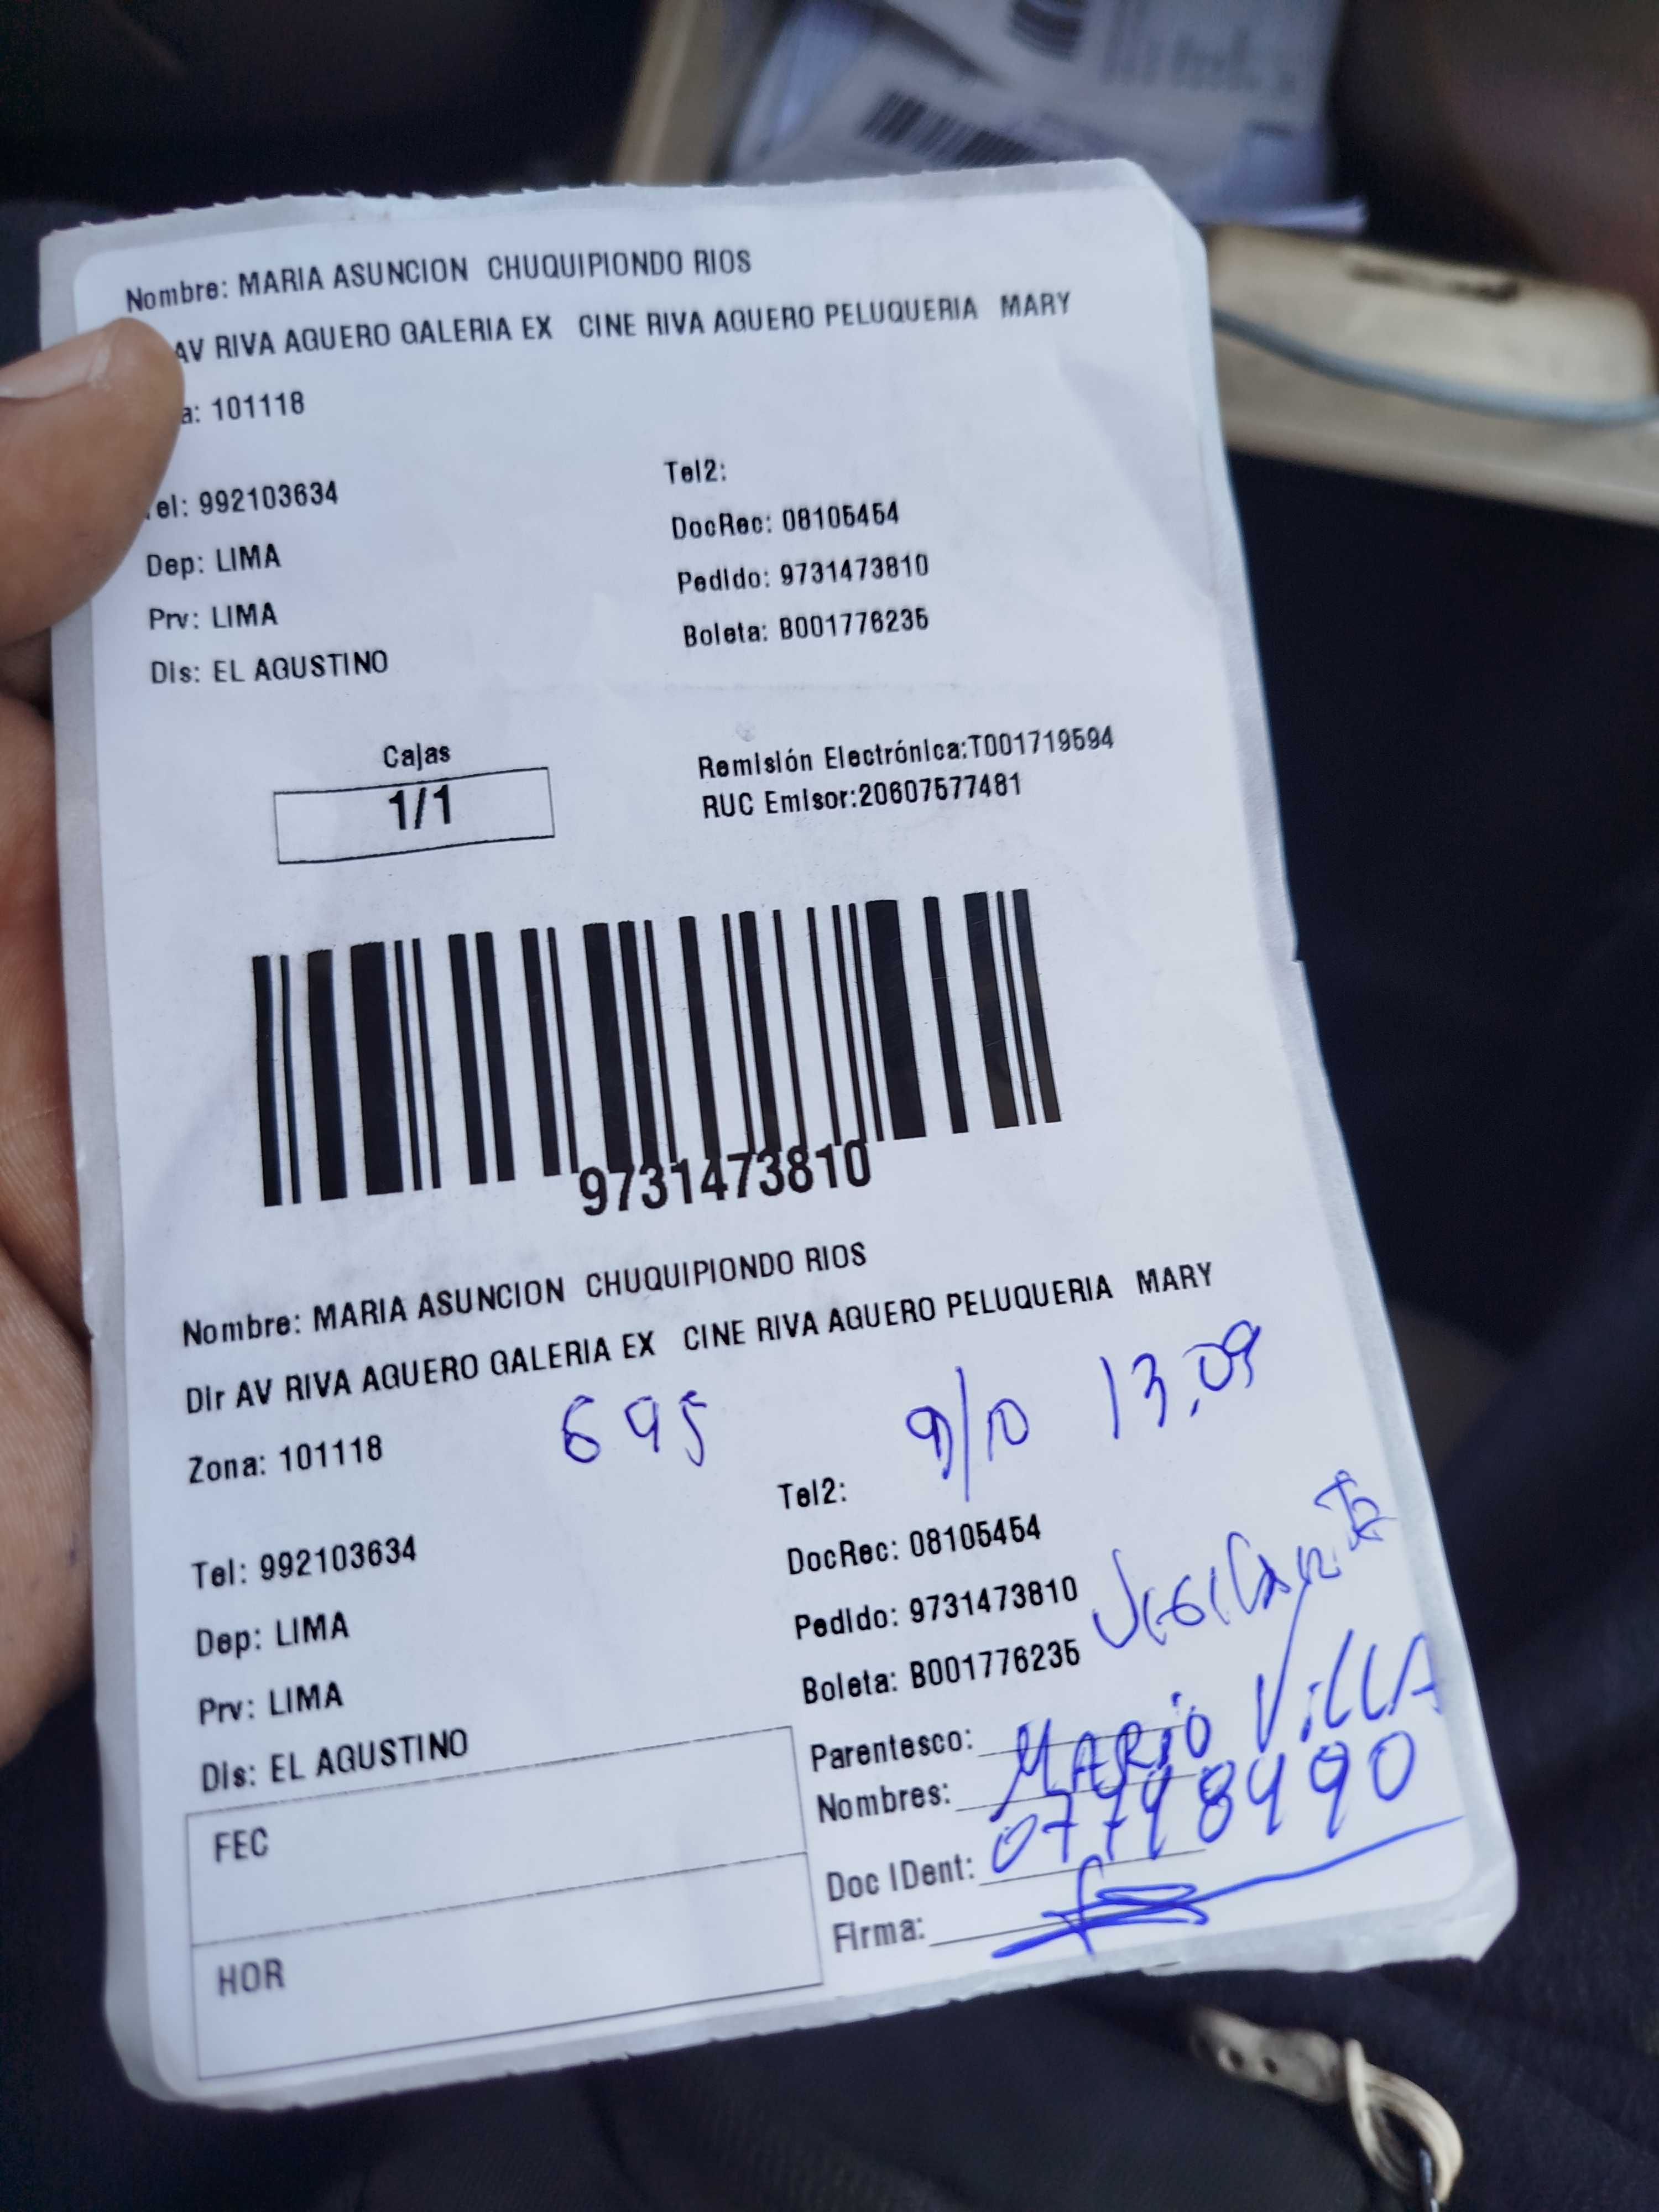 Nombre: MARIA ASUNCION CHUQUIPIONDO RIOS
AV RIVA AGUERO GALERIA EX CINE RIVA AGUERO PELUQUERIA MARY
a: 101118
el: 992103634
Tel2:
DocRec: 08105454
Dep: LIMA
Pedido: 9731473810
Prv: LIMA
Boleta: B001776235
Dis: EL AGUSTINO
Cajas
1/1
Remisión Electrónica:T001719594
RUC Emisor:20607577481
9731473810
Nombre: MARIA ASUNCION CHUQUIPIONDO RIOS
Dir AV RIVA AGUERO GALERIA EX CINE RIVA AGUERO PELUQUERIA MARY
Zona: 101118
695
9/10 13,09
Tel2:
Tel: 992103634
DocRec: 08105454
Dep: LIMA
Pedido: 9731473810
Prv: LIMA
Boleta: B001776235
Dis: EL AGUSTINO
Parentesco:
Nombres: MARIO VILLA
Doc IDent: 07748490
Firma:
FEC
HOR